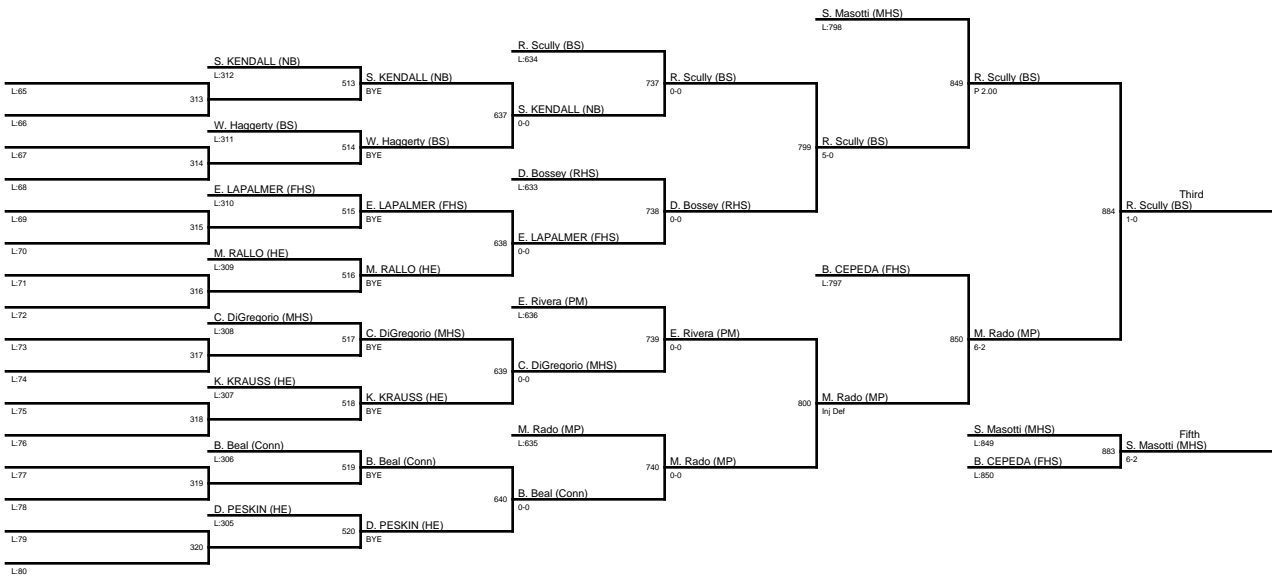 L:65
L:66
L:67
L:68
L:69
L:70
L:71
L:72
L:73
L:74
L:75
L:76
L:77
L:78
L:79
L:80
313
314
315
316
317
318
319
320
S. KENDALL (NB)
L:312
W. Haggerty (BS)
L:311
E. LAPALMER (FHS)
L:310
M. RALLO (HE)
L:309
C. DiGregorio (MHS)
L:308
K. KRAUSS (HE)
L:307
B. Beal (Conn)
L:306
D. PESKIN (HE)
L:305
513
514
515
516
517
518
519
520
S. KENDALL (NB)
BYE
W. Haggerty (BS)
BYE
E. LAPALMER (FHS)
BYE
M. RALLO (HE)
BYE
C. DiGregorio (MHS)
BYE
K. KRAUSS (HE)
BYE
B. Beal (Conn)
BYE
D. PESKIN (HE)
BYE
637
638
639
640
R. Scully (BS)
L:634
S. KENDALL (NB)
0-0
D. Bossey (RHS)
L:633
E. LAPALMER (FHS)
0-0
E. Rivera (PM)
L:636
C. DiGregorio (MHS)
0-0
M. Rado (MP)
L:635
B. Beal (Conn)
0-0
737
738
739
740
R. Scully (BS)
0-0
D. Bossey (RHS)
0-0
E. Rivera (PM)
0-0
M. Rado (MP)
0-0
799
800
S. Masotti (MHS)
L:798
R. Scully (BS)
5-0
B. CEPEDA (FHS)
L:797
M. Rado (MP)
Inj Def
849
850
R. Scully (BS)
P 2.00
M. Rado (MP)
6-2
884
Third
R. Scully (BS)
1-0
S. Masotti (MHS)
L:849
B. CEPEDA (FHS)
L:850
883
Fifth
S. Masotti (MHS)
6-2